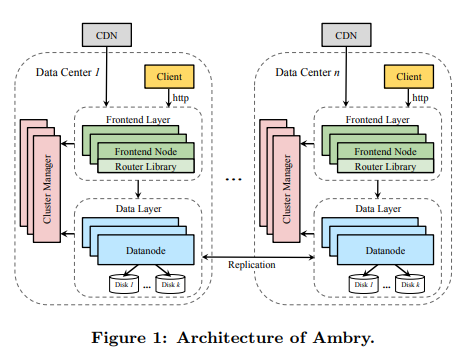 CDN
CDN
Data Center 1
Client
Data Center n
Client
http
http
Frontend Layer
Frontend Layer
Frontend Node
Frontend Node
Router Library
Router Library
Cluster Manager
Cluster Manager
...
Data Layer
Data Layer
Datanode
Datanode
Replication
Disk 1 ... Disk k
Disk 1 ... Disk k
Figure 1: Architecture of Ambry.